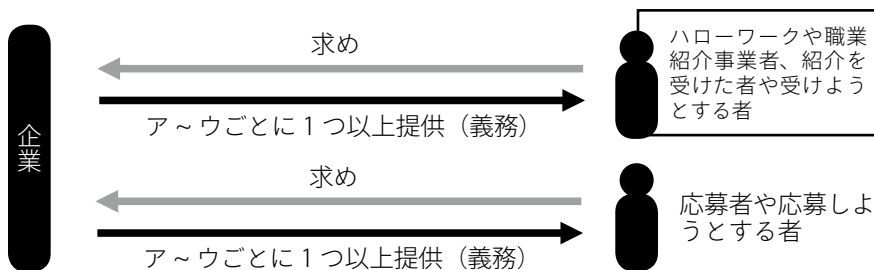 企業
求め
ア ~ ウごとに 1 つ以上提供（義務）
ハローワークや職業
紹介事業者、紹介を
受けた者や受けよう
とする者
求め
ア ~ ウごとに 1 つ以上提供（義務）
応募者や応募しよ
うとする者